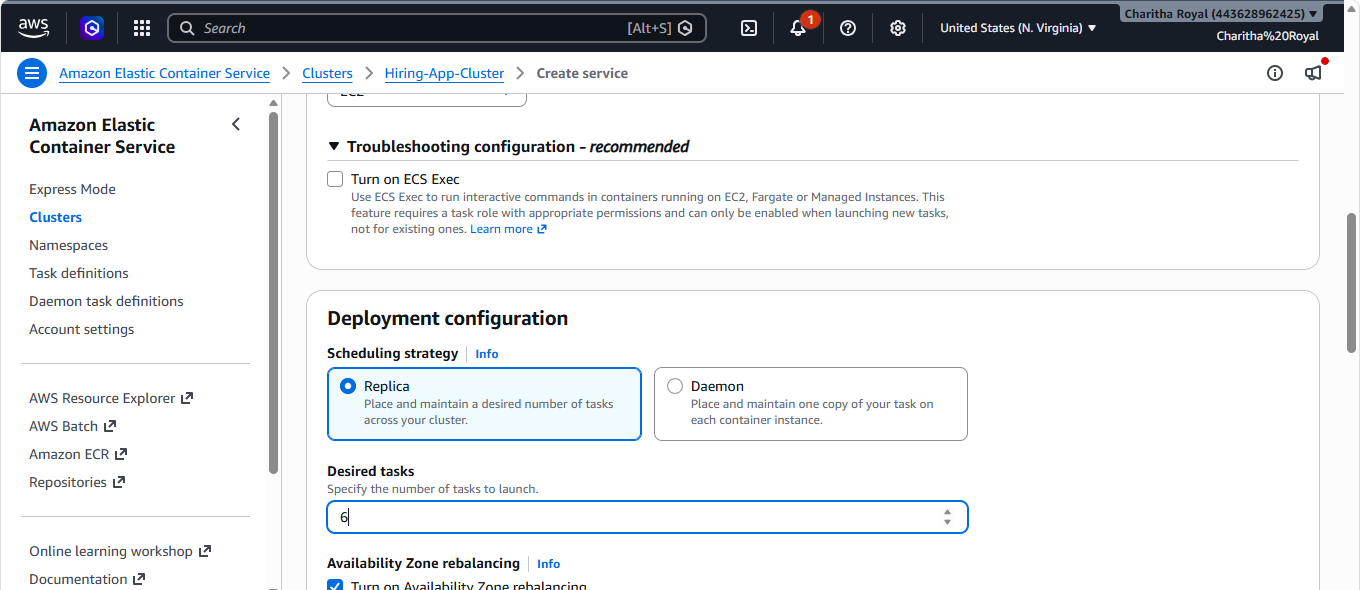 aws
Search
[Alt+S]
1
United States (N. Virginia)
Charitha Royal (443628962425)
Charitha%20Royal
Amazon Elastic Container Service
Clusters
Hiring-App-Cluster
Create service
Amazon Elastic
Container Service
Express Mode
Clusters
Namespaces
Task definitions
Daemon task definitions
Account settings
AWS Resource Explorer
AWS Batch
Amazon ECR
Repositories
Online learning workshop
Documentation
EC2
Troubleshooting configuration - recommended
Turn on ECS Exec
Use ECS Exec to run interactive commands in containers running on EC2, Fargate or Managed Instances. This
feature requires a task role with appropriate permissions and can only be enabled when launching new tasks,
not for existing ones. Learn more
Deployment configuration
Scheduling strategy
Info
Replica
Place and maintain a desired number of tasks
across your cluster.
Daemon
Place and maintain one copy of your task on
each container instance.
Desired tasks
Specify the number of tasks to launch.
6
Availability Zone rebalancing
Info
Turn on Availability Zone rebalancing